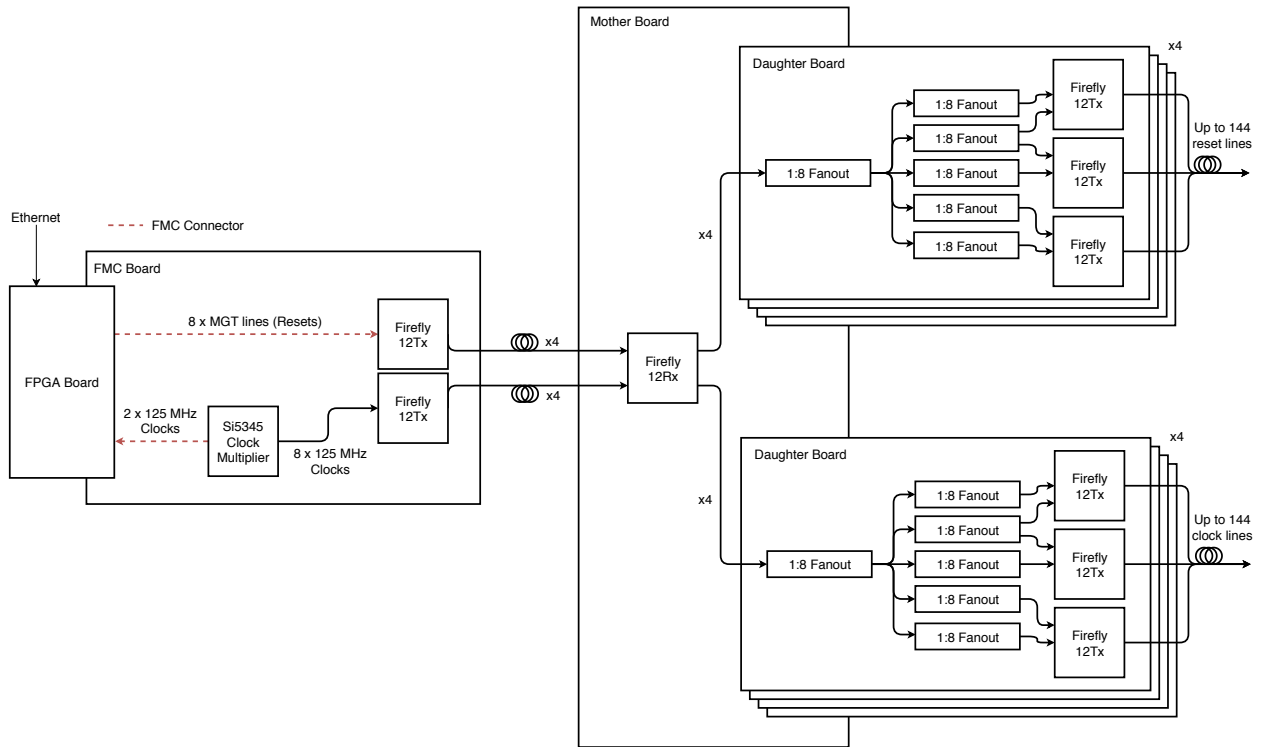 Mother Board
Daughter Board
x4
Firefly
12Tx
1:8 Fanout
1:8 Fanout
Firefly
12Tx
1:8 Fanout
1:8 Fanout
1:8 Fanout
Firefly
12Tx
1:8 Fanout
Up to 144
reset lines
x4
Ethernet
FMC Connector
FMC Board
8 x MGT lines (Resets)
Firefly
12Tx
x4
FPGA Board
Firefly
12Rx
Firefly
12Tx
x4
2 x 125 MHz
Clocks
Si5345
Clock
Multiplier
8 x 125 MHz
Clocks
x4
Daughter Board
x4
Firefly
12Tx
1:8 Fanout
1:8 Fanout
Firefly
12Tx
1:8 Fanout
1:8 Fanout
1:8 Fanout
Firefly
12Tx
1:8 Fanout
Up to 144
clock lines